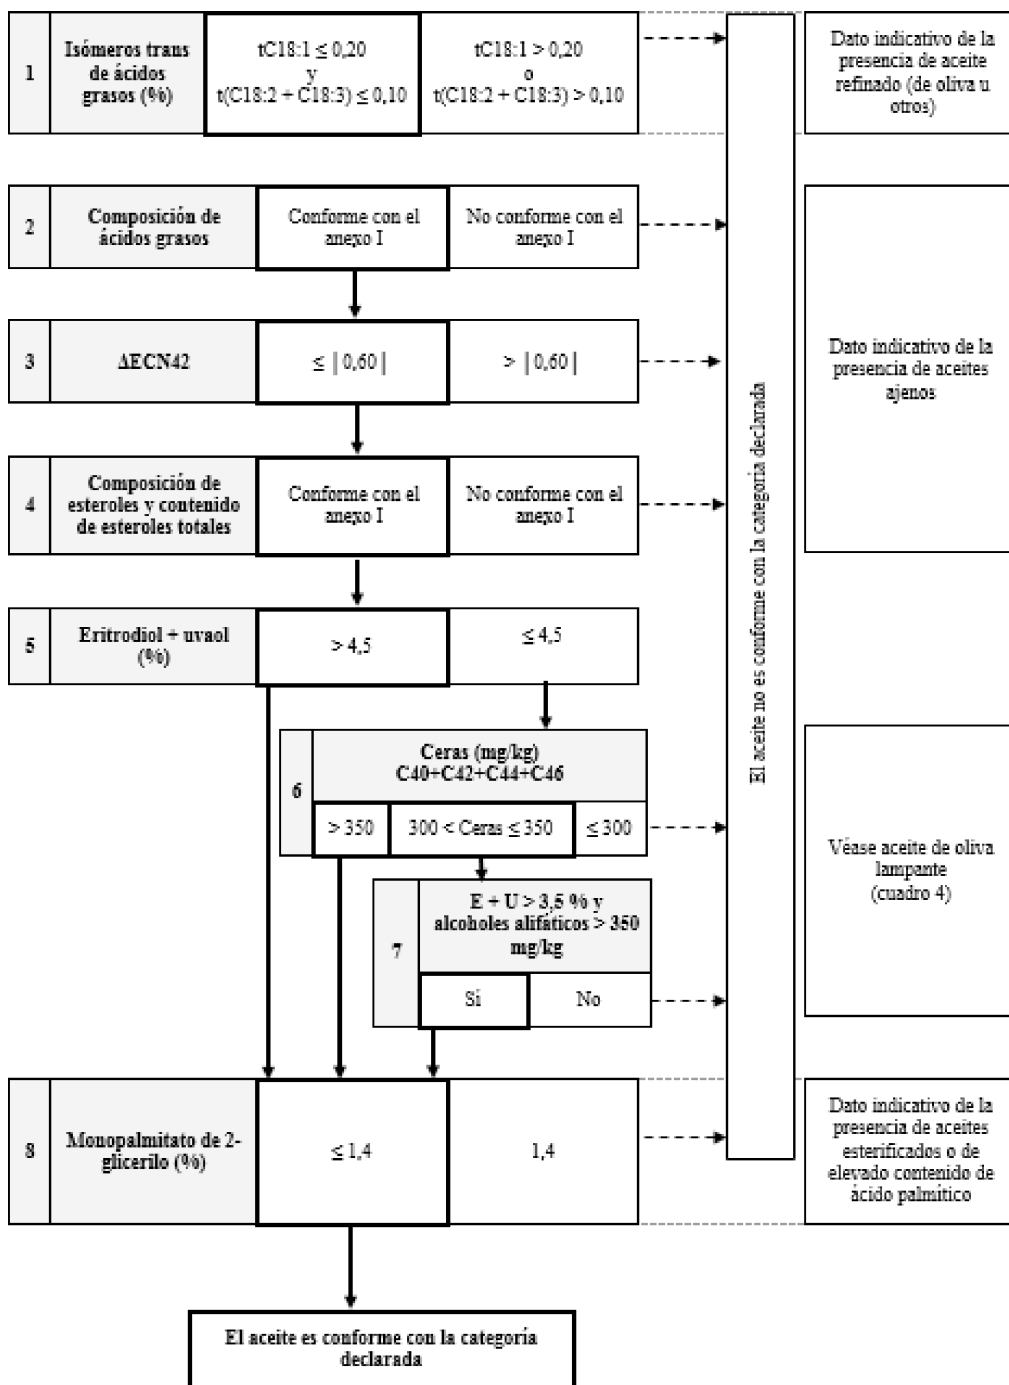 1
Isómeros trans
de ácidos
grasos (%)
tC18:1 ≤ 0,20
y
t(C18:2 + C18:3) ≤ 0,10
tC18:1 > 0,20
o
t(C18:2 + C18:3) > 0,10
Dato indicativo de la
presencia de aceite
refinado (de oliva u
otros)
2
Composición de
ácidos grasos
Conforme con el
anexo I
No conforme con el
anexo I
3
ΔECN42
≤ | 0,60 |
> | 0,60 |
Dato indicativo de la
presencia de aceites
ajenos
4
Composición de
esteroles y contenido
de esteroles totales
Conforme con el
anexo I
No conforme con el
anexo I
El aceite no es conforme con la categoría declarada
5
Eritrodiol + uvaol
(%)
> 4,5
≤ 4,5
6
Ceras (mg/kg)
C40+C42+C44+C46
> 350
300 < Ceras ≤ 350
≤ 300
Véase aceite de oliva
lampante
(cuadro 4)
7
E + U > 3,5 % y
alcoholes alifáticos > 350
mg/kg
Sí
No
8
Monopalmitato de 2-
glicerilo (%)
≤ 1,4
1,4
Dato indicativo de la
presencia de aceites
esterificados o de
elevado contenido de
ácido palmítico
El aceite es conforme con la categoría
declarada